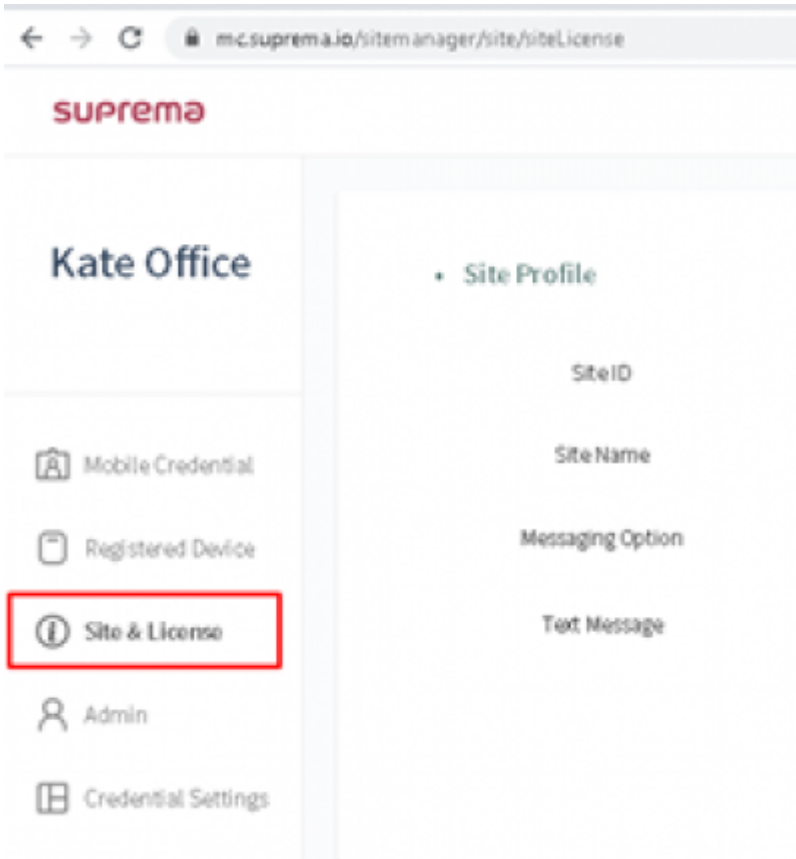 mc.suprema.io/sitemanager/site/siteLicense
suprema
Kate Office
Mobile Credential
Registered Device
Site & License
Admin
Credential Settings
• Site Profile
Site ID
Site Name
Messaging Option
Text Message